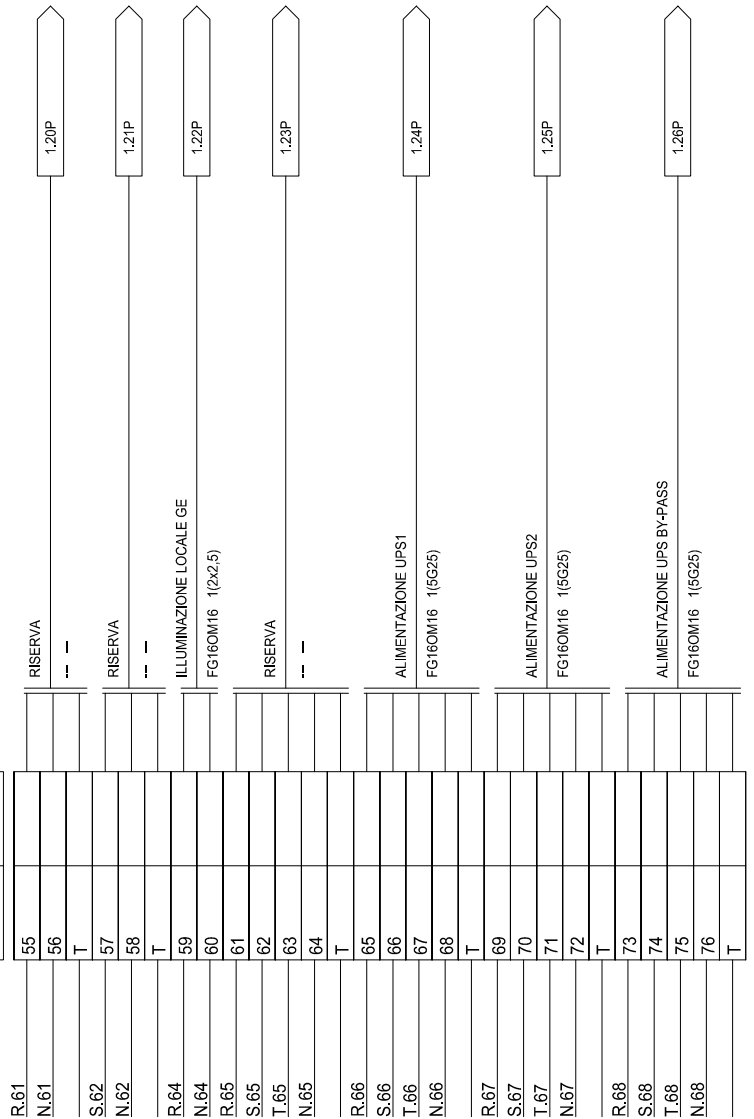 1.20P
1.21P
1.22P
1.23P
1.24P
1.25P
1.26P
RISERVA
-- --
RISERVA
-- --
ILLUMINAZIONE LOCALE GE
FG16OM16 1(2x2,5)
RISERVA
-- --
ALIMENTAZIONE UPS1
FG16OM16 1(5G25)
ALIMENTAZIONE UPS2
FG16OM16 1(5G25)
ALIMENTAZIONE UPS BY-PASS
FG16OM16 1(5G25)
55
56
T
57
58
T
59
60
61
62
63
64
T
65
66
67
68
T
69
70
71
72
T
73
74
75
76
T
R.61
N.61
S.62
N.62
R.64
N.64
R.65
S.65
T.65
N.65
R.66
S.66
T.66
N.66
R.67
S.67
T.67
N.67
R.68
S.68
T.68
N.68